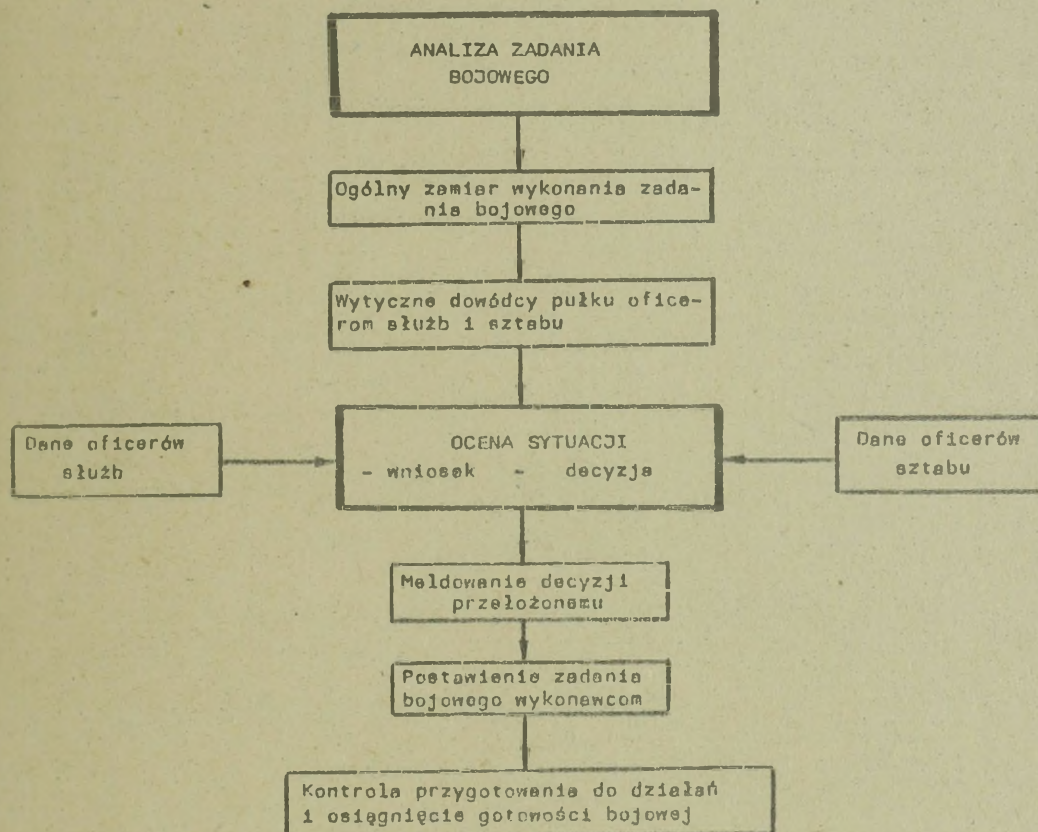 ANALIZA ZADANIA
BOJOWEGO
Ogólny zamiar wykonania zada-
nia bojowego
Wytyczne dowódcy pułku ofice-
rom służb i sztabu
Dane oficerów
służb
OCENA SYTUACJI
- wniosek - decyzja
Dane oficerów
sztabu
Meldowanie decyzji
przełożonemu
Postawienie zadania
bojowego wykonawcom
Kontrola przygotowania do działań
i osiągnięcie gotowości bojowej